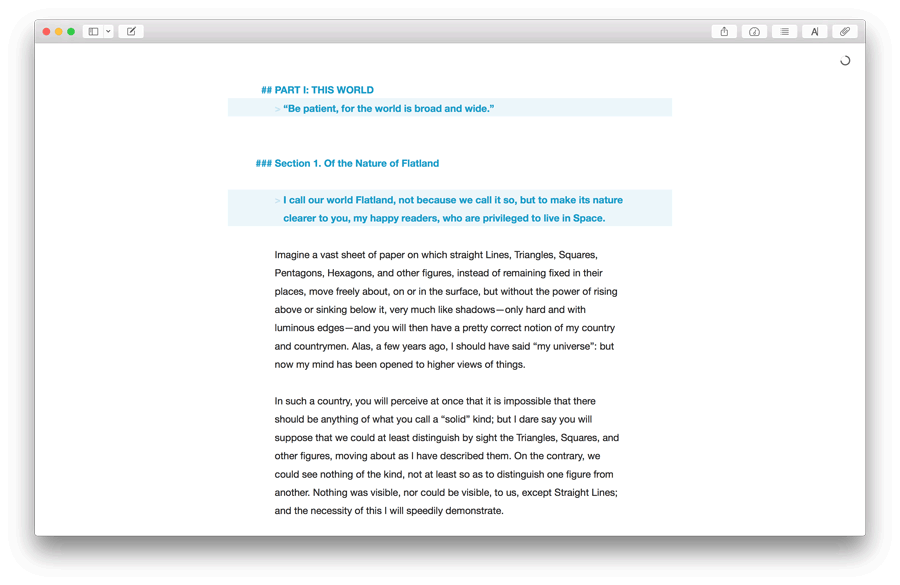 ## PART I: THIS WORLD
> “Be patient, for the world is broad and wide.”
### Section 1. Of the Nature of Flatland
> I call our world Flatland, not because we call it so, but to make its nature
clearer to you, my happy readers, who are privileged to live in Space.
Imagine a vast sheet of paper on which straight Lines, Triangles, Squares,
Pentagons, Hexagons, and other figures, instead of remaining fixed in their
places, move freely about, on or in the surface, but without the power of rising
above or sinking below it, very much like shadows—only hard and with
luminous edges—and you will then have a pretty correct notion of my country
and countrymen. Alas, a few years ago, I should have said “my universe”: but
now my mind has been opened to higher views of things.
In such a country, you will perceive at once that it is impossible that there
should be anything of what you call a “solid” kind; but I dare say you will
suppose that we could at least distinguish by sight the Triangles, Squares, and
other figures, moving about as I have described them. On the contrary, we
could see nothing of the kind, not at least so as to distinguish one figure from
another. Nothing was visible, nor could be visible, to us, except Straight Lines;
and the necessity of this I will speedily demonstrate.